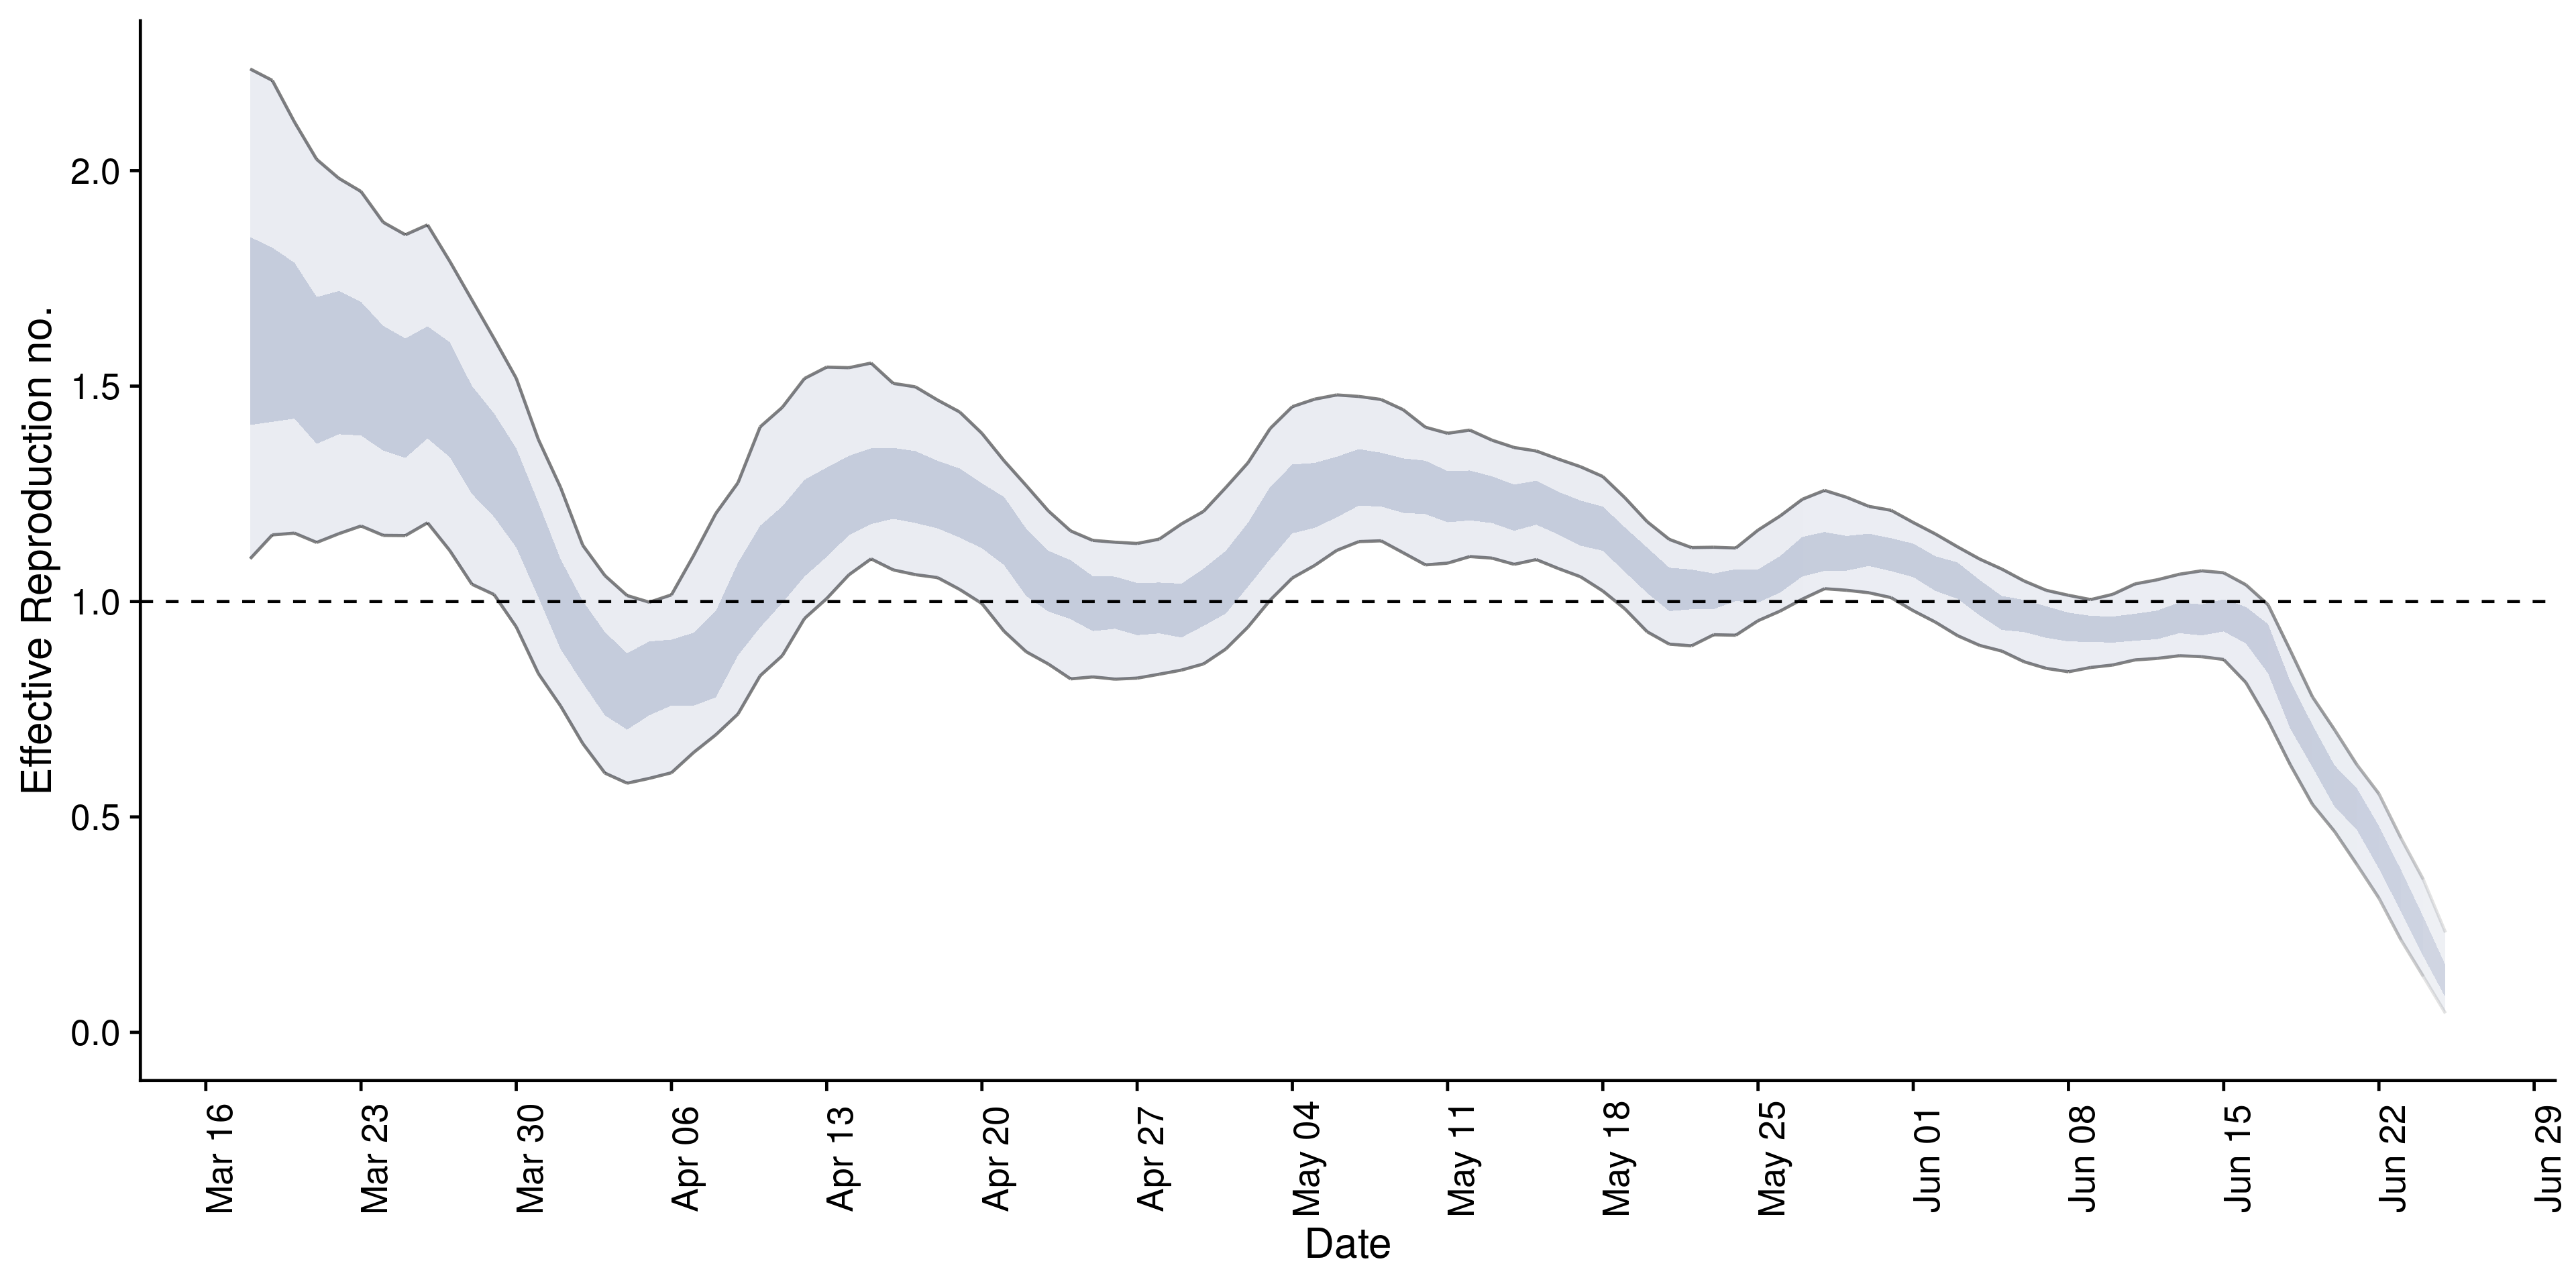 Effective Reproduction no.
2.0
1.5
1.0
0.5
0.0
Mar 16
Mar 23
Mar 30
Apr 06
Apr 13
Apr 20
Apr 27
May 04
May 11
May 18
May 25
Jun 01
Jun 08
Jun 15
Jun 22
Jun 29
Date